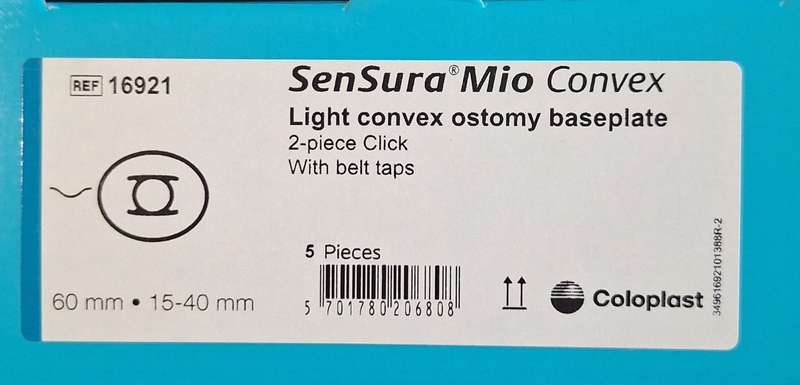 REF 16921
SenSura® Mio Convex
Light convex ostomy baseplate
2-piece Click
With belt taps
5 Pieces
60 mm • 15-40 mm
5 701780 206808
Coloplast
34961692101388R-2